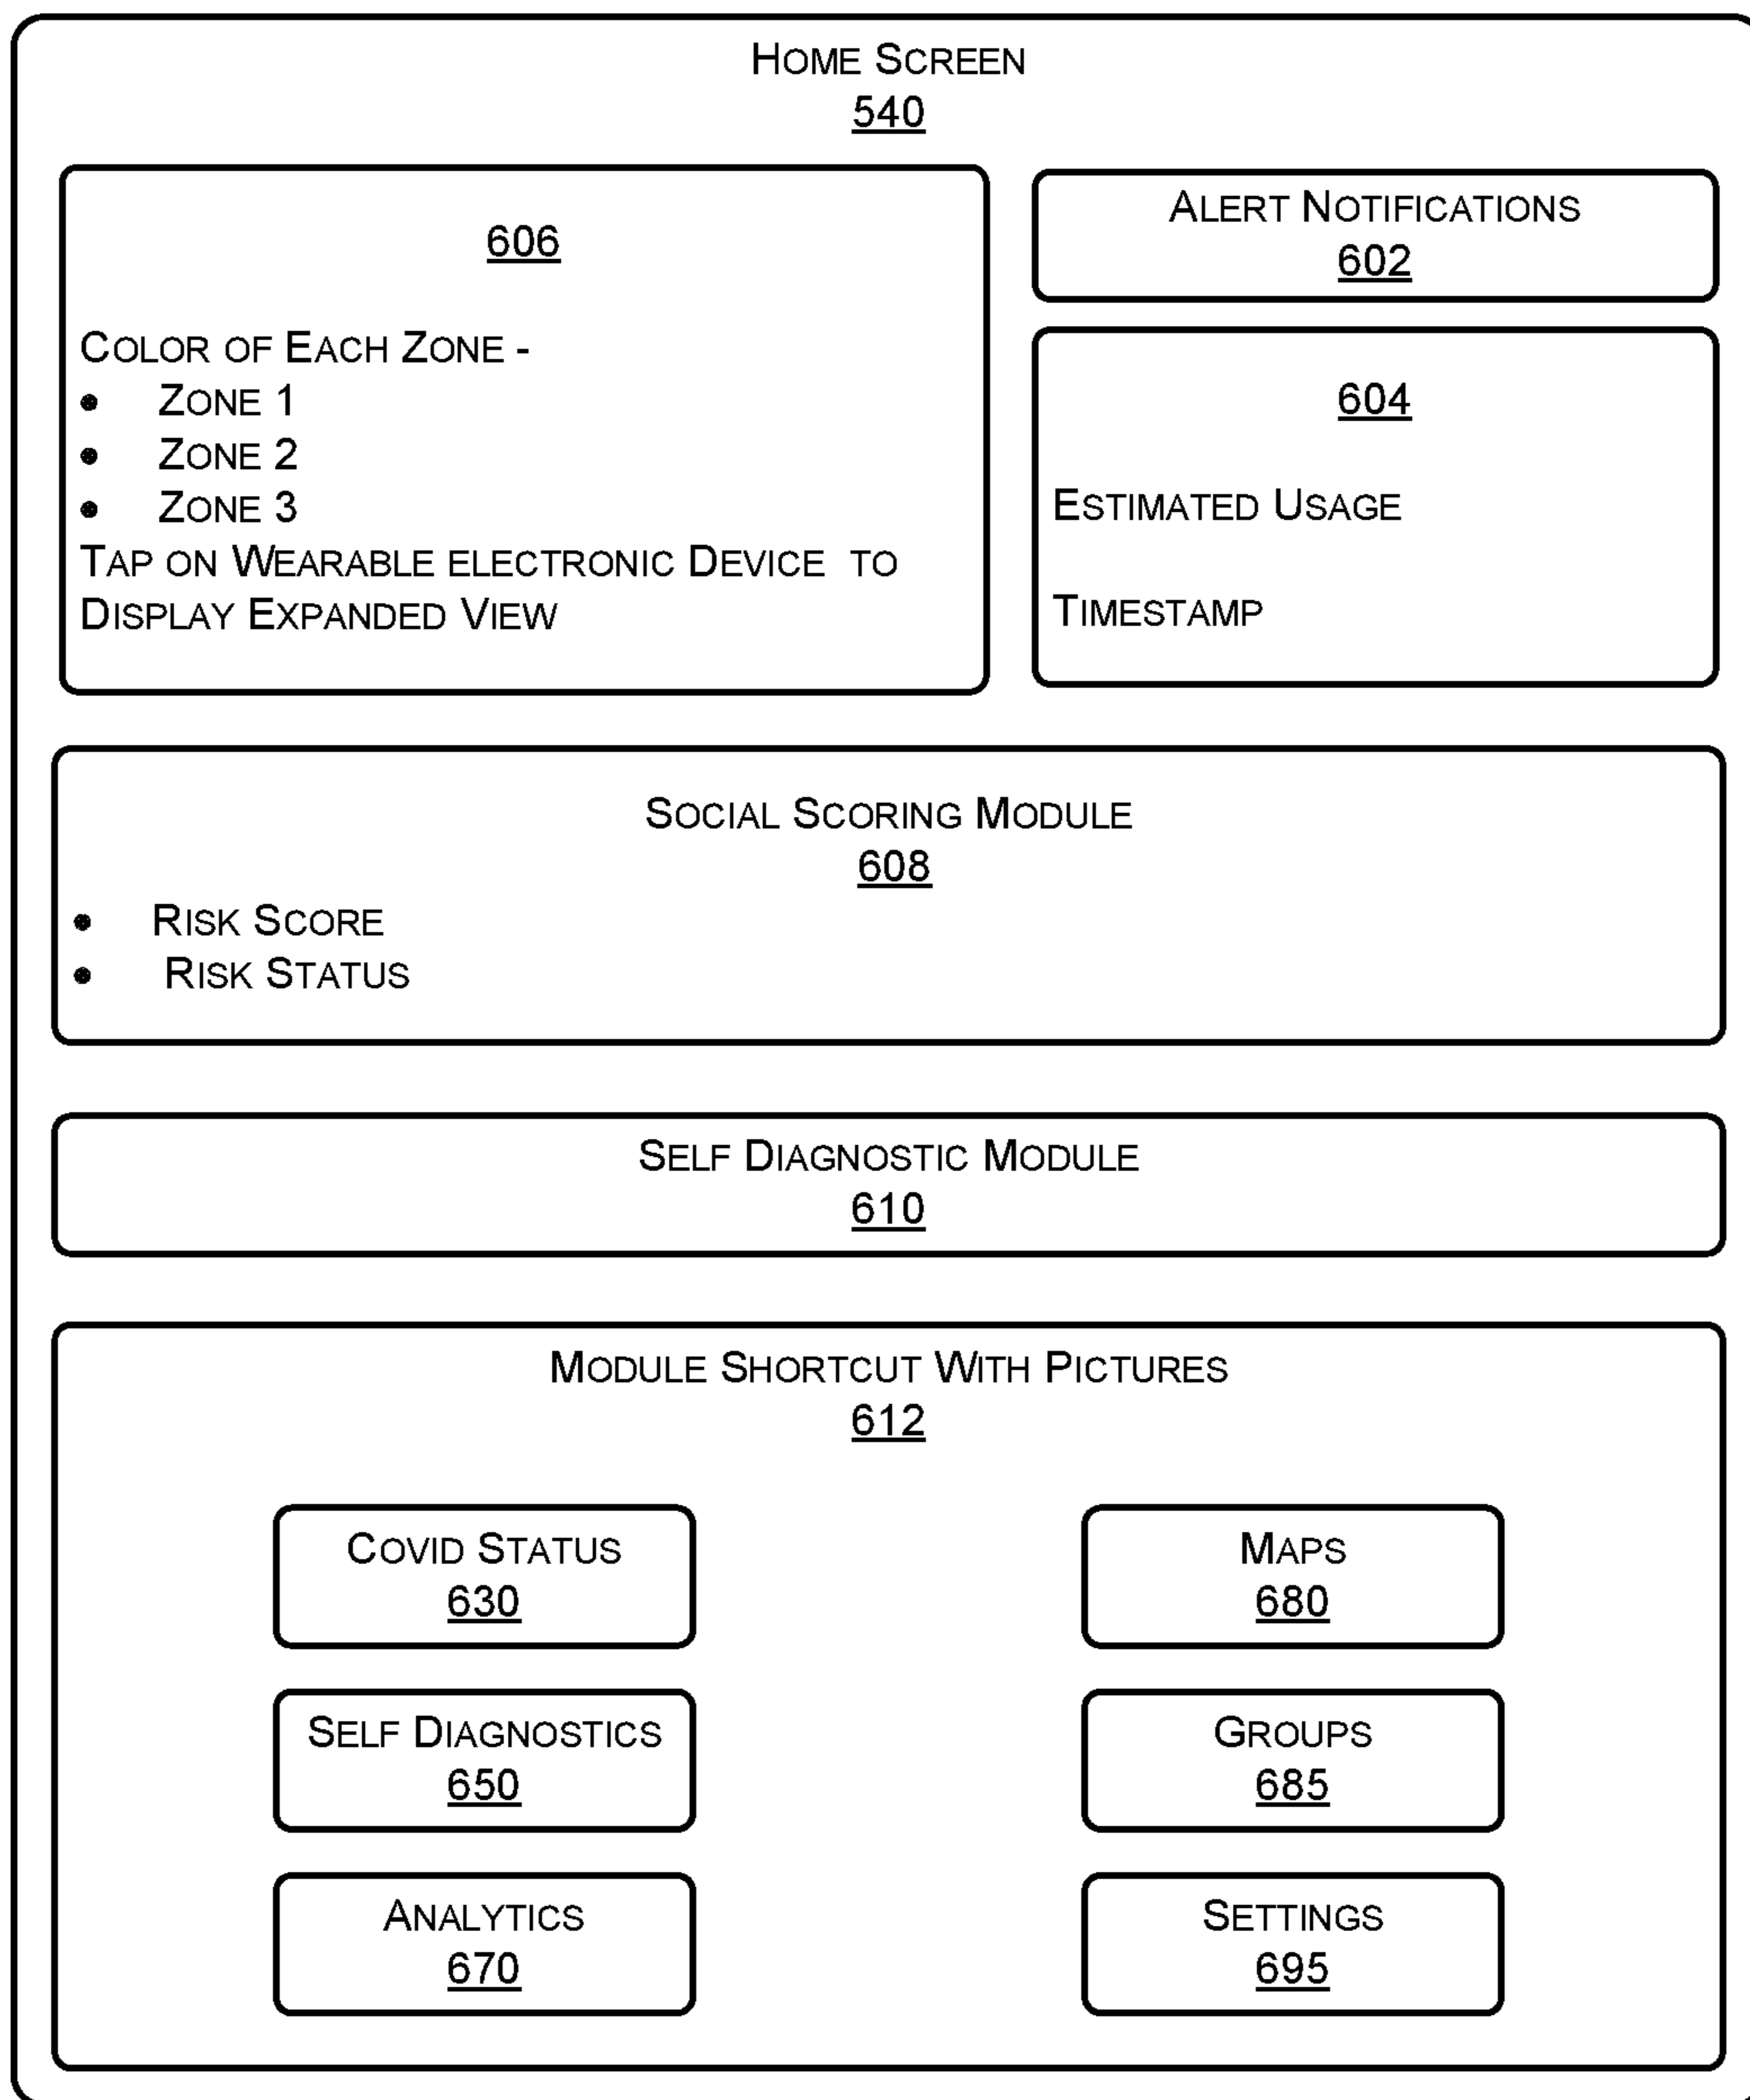 HOME SCREEN
540
606
COLOR OF EACH ZONE -
• ZONE 1
• ZONE 2
• ZONE 3
TAP ON WEARABLE ELECTRONIC DEVICE TO
DISPLAY EXPANDED VIEW
ALERT NOTIFICATIONS
602
604
ESTIMATED USAGE
TIMESTAMP
SOCIAL SCORING MODULE
608
• RISK SCORE
• RISK STATUS
SELF DIAGNOSTIC MODULE
610
MODULE SHORTCUT WITH PICTURES
612
COVID STATUS
630
MAPS
680
SELF DIAGNOSTICS
650
GROUPS
685
ANALYTICS
670
SETTINGS
695